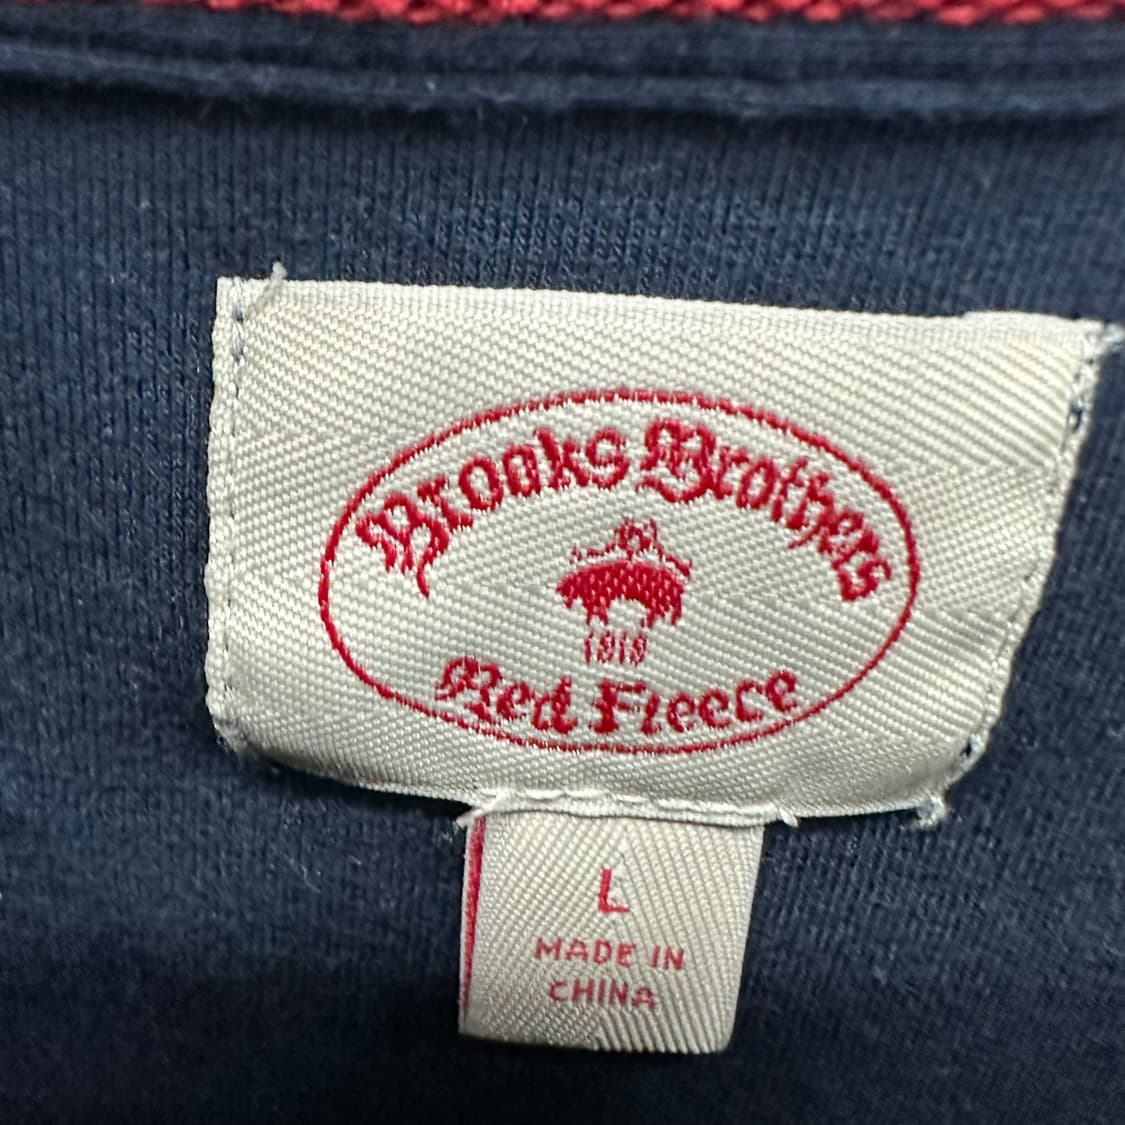 Brooks Brothers
1818
Red Fleece
L
MADE IN
CHINA